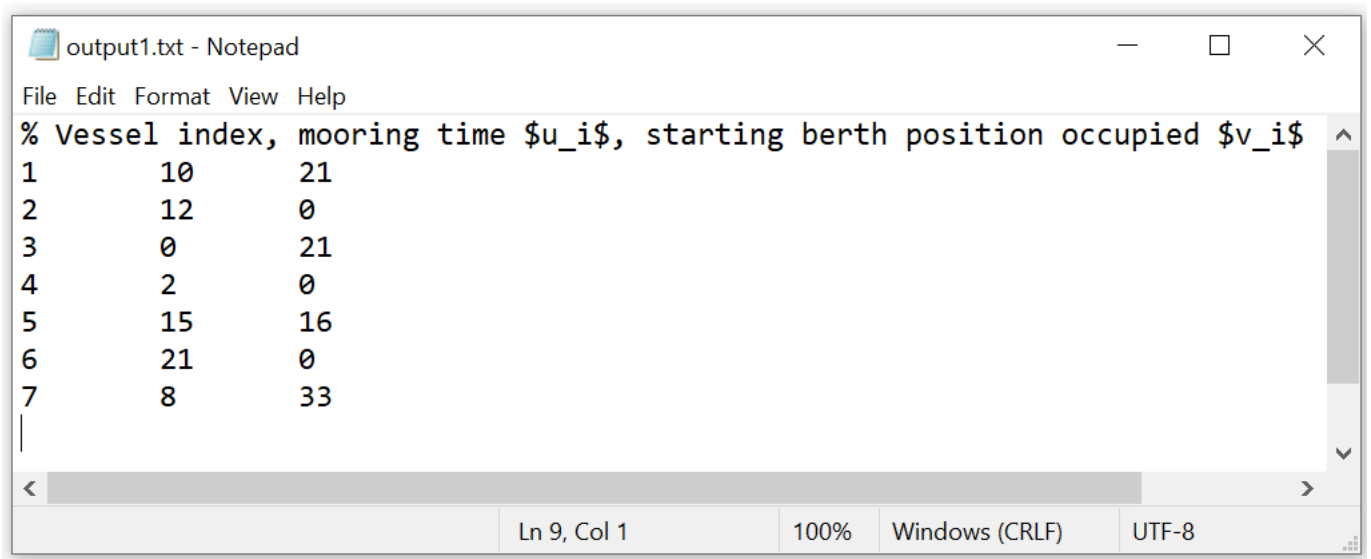 output1.txt - Notepad
File Edit Format View Help
% Vessel index, mooring time $u_i$, starting berth position occupied $v_i$
1 10 21
2 12 0
3 0 21
4 2 0
5 15 16
6 21 0
7 8 33
Ln 9, Col 1 100% Windows (CRLF) UTF-8